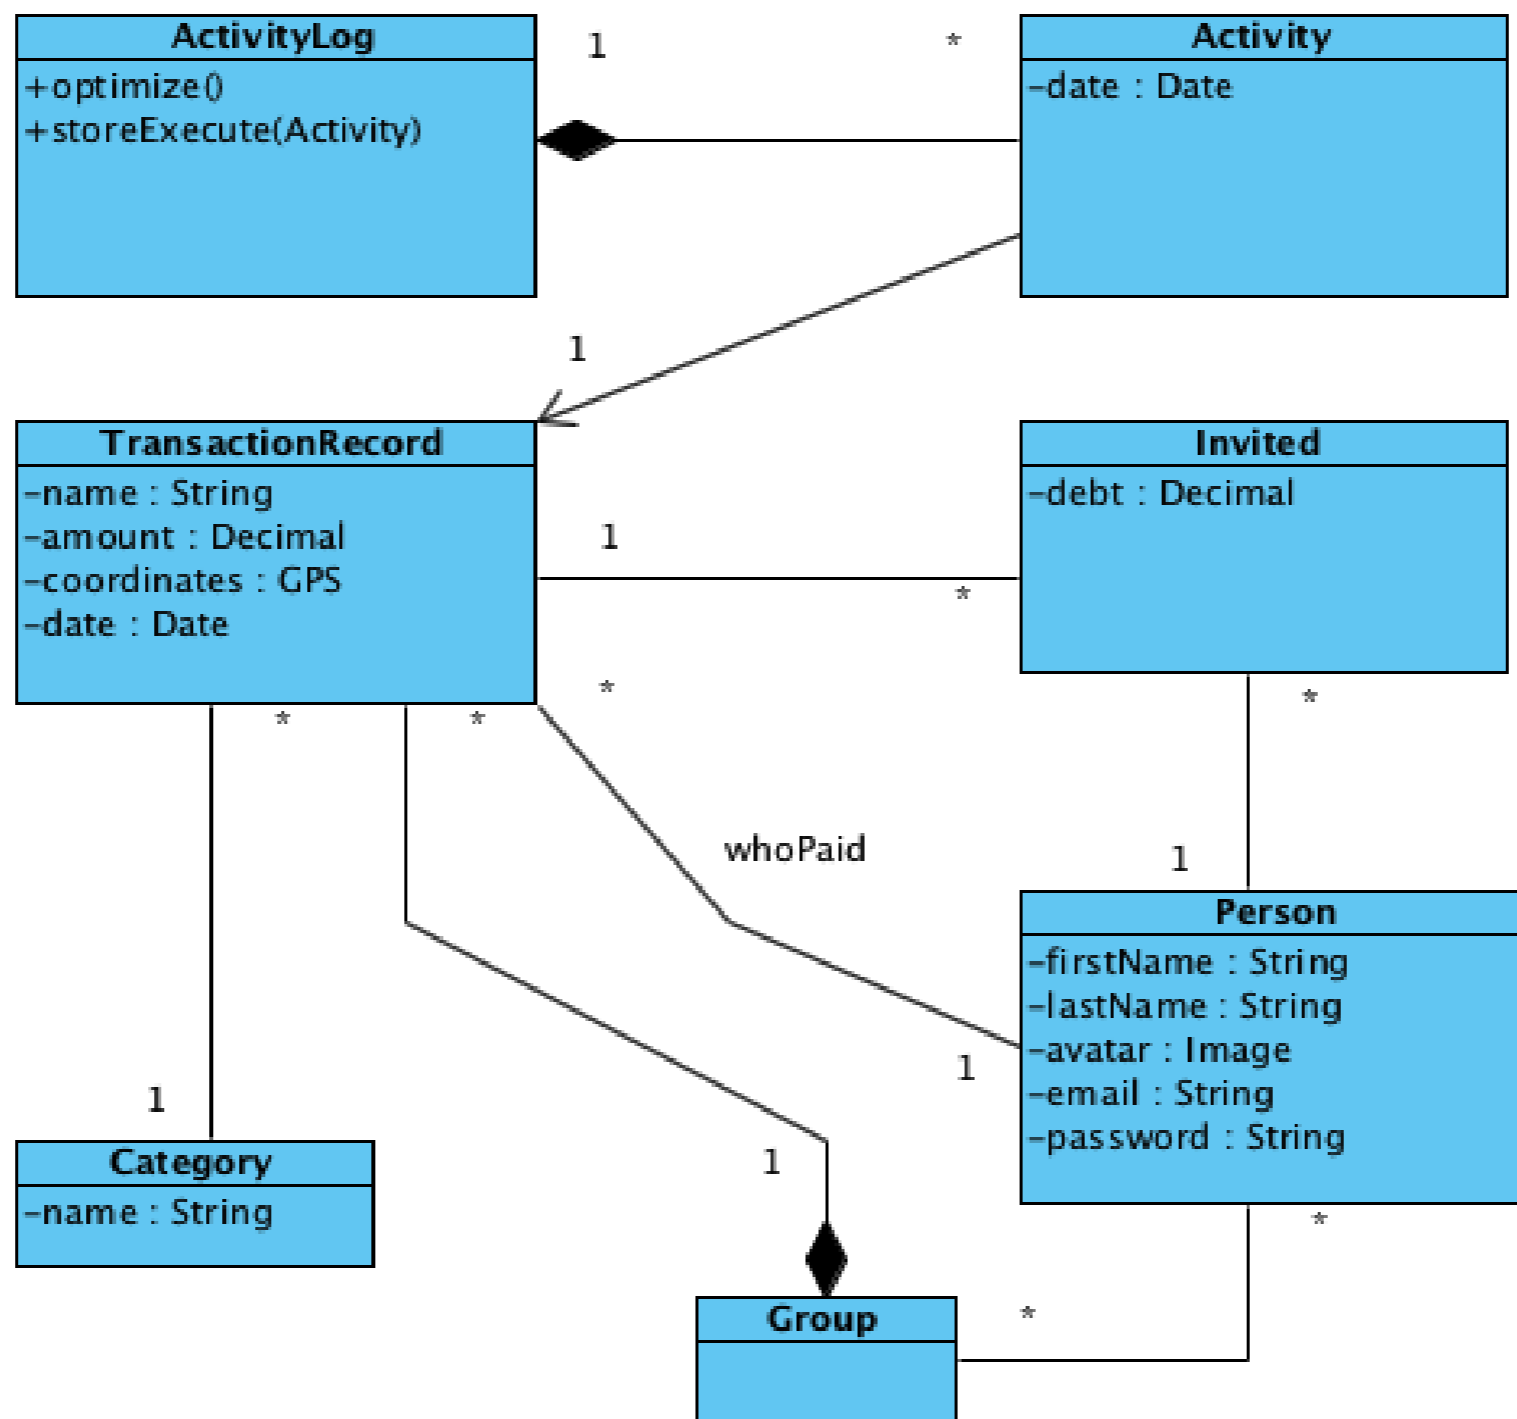 ActivityLog
+optimize()
+storeExecute(Activity)
1
*
Activity
-date : Date
1
TransactionRecord
-name : String
-amount : Decimal
-coordinates : GPS
-date : Date
1
*
Invited
-debt : Decimal
*
*
*
*
whoPaid
1
1
Person
-firstName : String
-lastName : String
-avatar : Image
-email : String
-password : String
1
Category
-name : String
1
*
*
Group